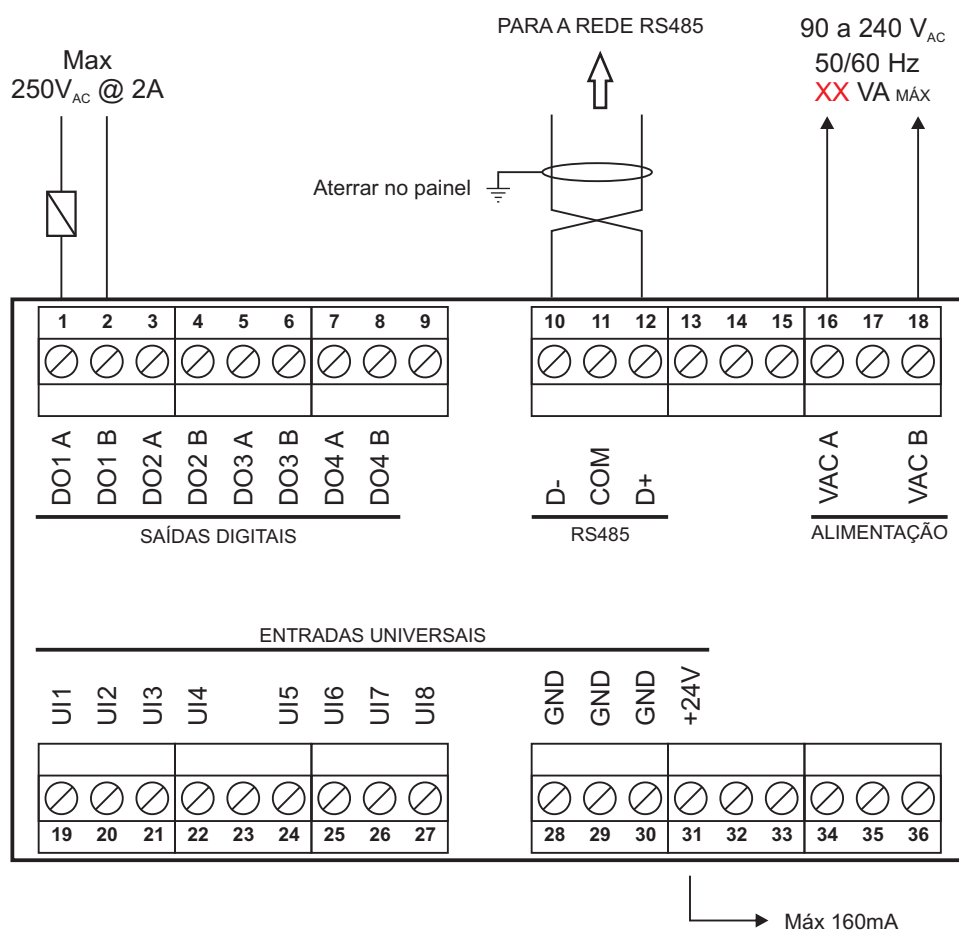 PARA A REDE RS485
90 a 240 VAC
50/60 Hz
XX VA MÁX
Max
250VAC @ 2A
Aterrar no painel
1 2 3 4 5 6 7 8 9
10 11 12 13 14 15 16 17 18
DO1 A
DO1 B
DO2 A
DO2 B
DO3 A
DO3 B
DO4 A
DO4 B
D-
COM
D+
VAC A
VAC B
SAÍDAS DIGITAIS
RS485
ALIMENTAÇÃO
ENTRADAS UNIVERSAIS
UI1
UI2
UI3
UI4
UI5
UI6
UI7
UI8
GND
GND
GND
+24V
19 20 21 22 23 24 25 26 27
28 29 30 31 32 33 34 35 36
Máx 160mA